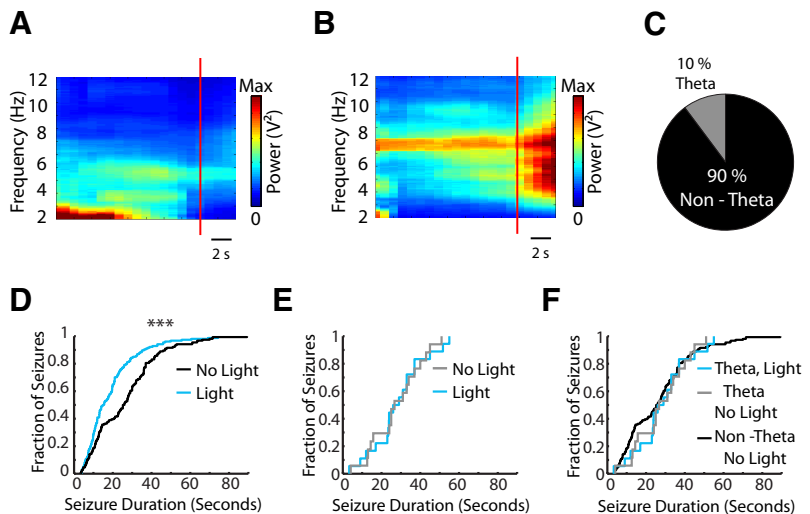 A
B
C
12
10
8
6
4
2
Frequency (Hz)
Max
0
Power (V²)
2 s
12
10
8
6
4
2
Frequency (Hz)
Max
0
Power (V²)
2 s
10 %
Theta
90 %
Non - Theta
D
E
F
***
1
0.8
0.6
0.4
0.2
0
Fraction of Seizures
No Light
Light
0 20 40 60 80
Seizure Duration (Seconds)
1
0.8
0.6
0.4
0.2
0
Fraction of Seizures
No Light
Light
0 20 40 60 80
Seizure Duration (Seconds)
1
0.8
0.6
0.4
0.2
0
Fraction of Seizures
Theta, Light
Theta
No Light
Non -Theta
No Light
0 20 40 60 80
Seizure Duration (Seconds)